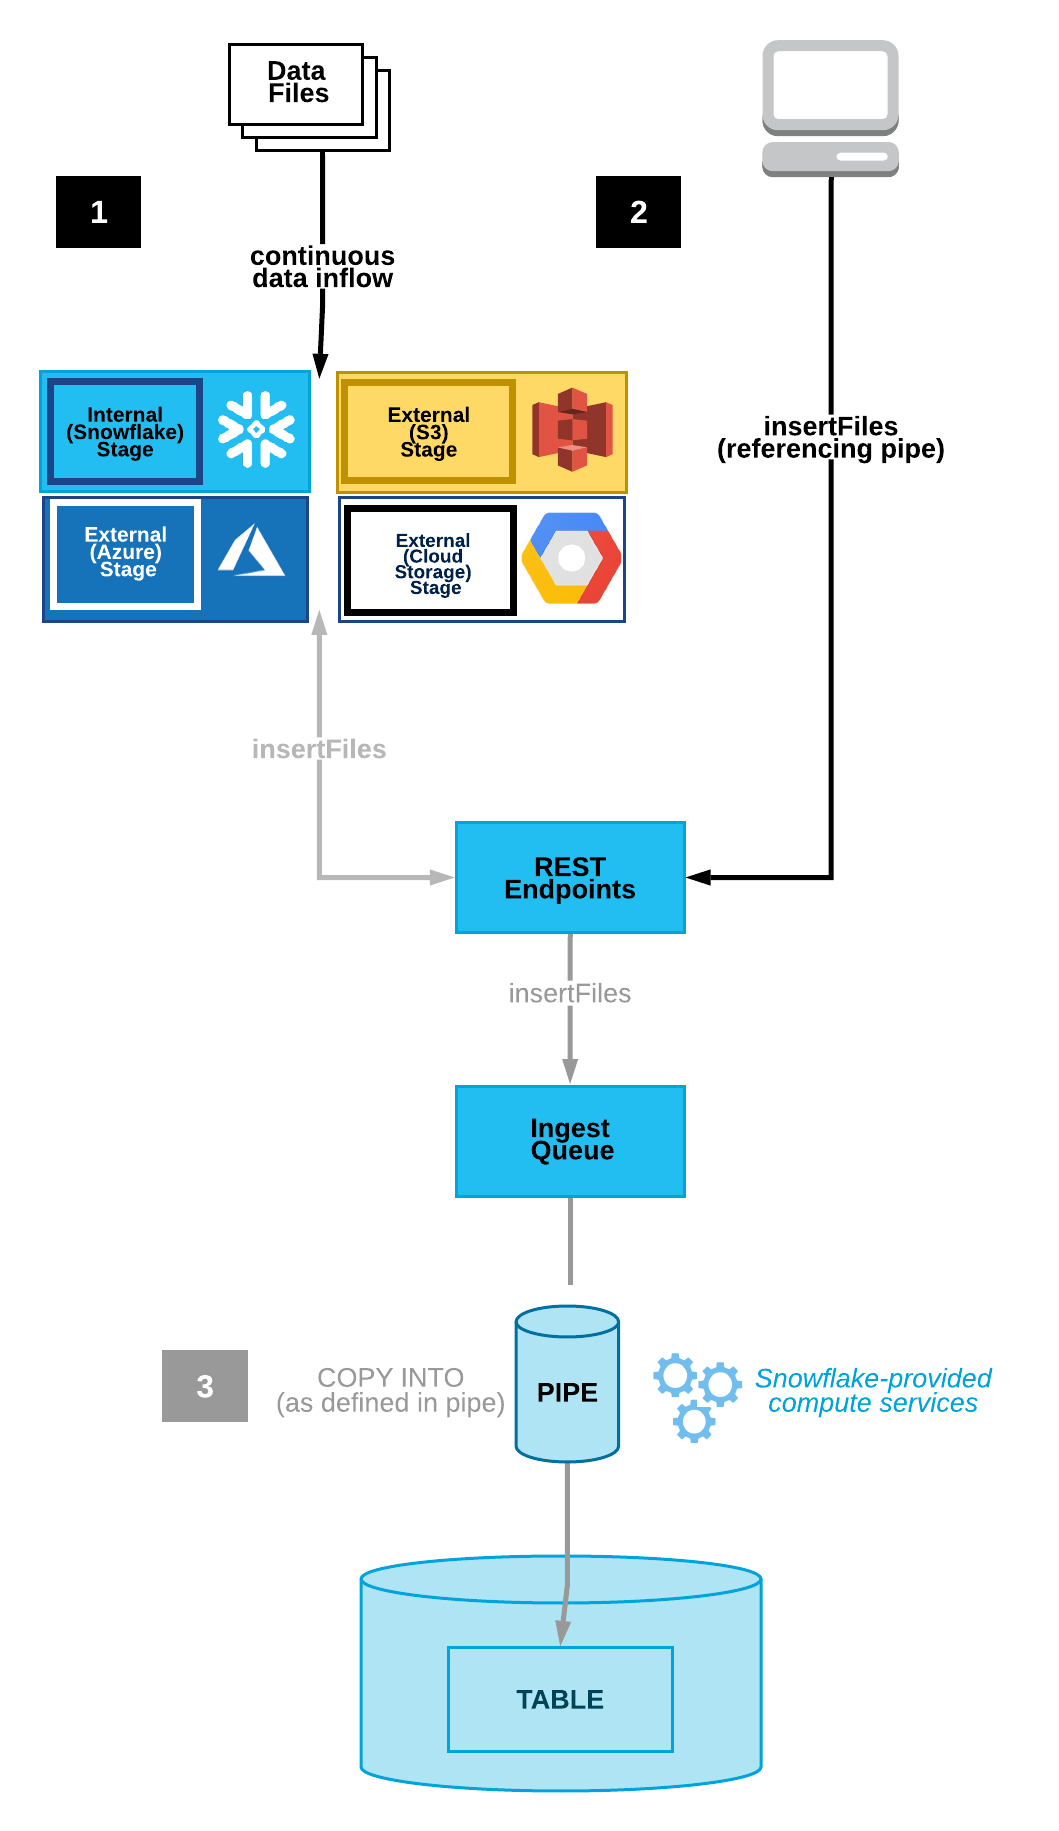 Data
Files
1
2
continuous
data inflow
Internal
(Snowflake)
Stage
External
(S3)
Stage
External
(Azure)
Stage
External
(Cloud
Storage)
Stage
insertFiles
(referencing pipe)
insertFiles
REST
Endpoints
insertFiles
Ingest
Queue
3
COPY INTO
(as defined in pipe)
PIPE
Snowflake-provided
compute services
TABLE